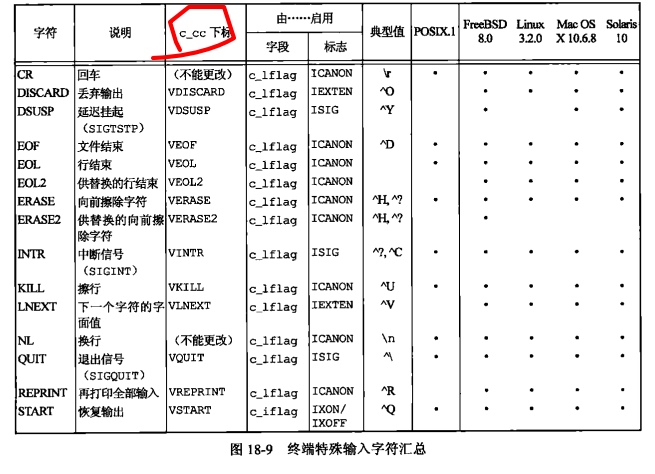 字符 说明 c_cc 下标 由……启用 典型值 POSIX.1 FreeBSD 8.0 Linux 3.2.0 Mac OS X 10.6.8 Solaris 10
字段 标志
CR 回车 （不能更改） c_lflag ICANON \r • • • • •
DISCARD 丢弃输出 VDISCARD c_lflag IEXTEN ^O • • • •
DSUSP 延迟挂起 VDSUSP c_lflag ISIG ^Y • • •
（SIGTSTP）
EOF 文件结束 VEOF c_lflag ICANON ^D • • • • •
EOL 行结束 VEOL c_lflag ICANON • • • • •
EOL2 供替换的行结束 VEOL2 c_lflag ICANON • • • •
ERASE 向前擦除字符 VERASE c_lflag ICANON ^H, ^? • • • • •
ERASE2 供替换的向前擦 VERASE2 c_lflag ICANON ^H, ^? •
除字符
INTR 中断信号 VINTR c_lflag ISIG ^?, ^C • • • • •
（SIGINT）
KILL 擦行 VKILL c_lflag ICANON ^U • • • • •
LNEXT 下一个字符的字 VLNEXT c_lflag IEXTEN ^V • • • •
面值
NL 换行 （不能更改） c_lflag ICANON \n • • • • •
QUIT 退出信号 VQUIT c_lflag ISIG ^\ • • • • •
（SIGQUIT）
REPRINT 再打印全部输入 VREPRINT c_lflag ICANON ^R • • • •
START 恢复输出 VSTART c_iflag IXON/ ^Q • • • • •
IXOFF
图 18-9 终端特殊输入字符汇总